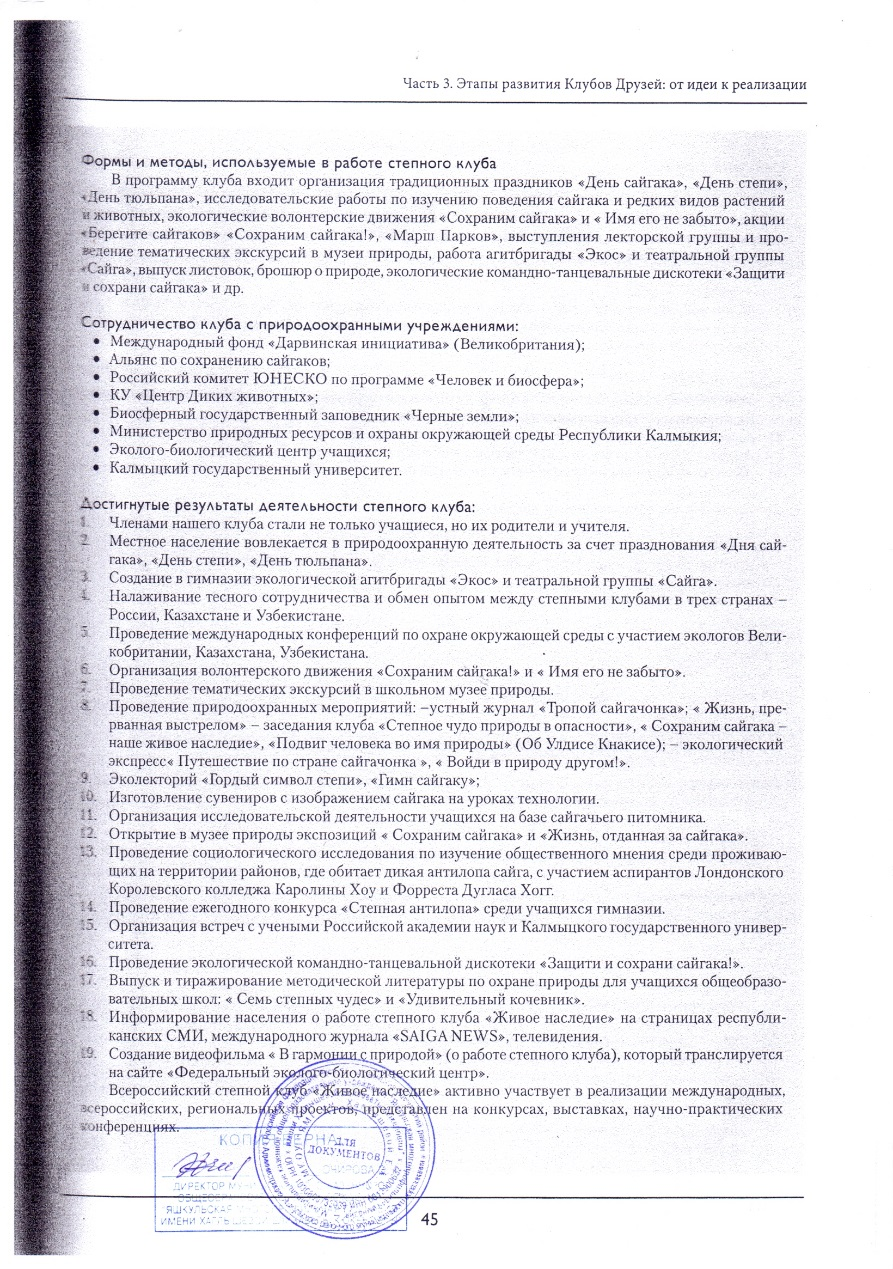 Часть 3. Этапы развития Клубов Друзей: от идеи к реализации
Формы и методы, используемые в работе степного клуба
В программу клуба входит организация традиционных праздников «День сайгака», «День степи»,
«День тюльпана», исследовательские работы по изучению поведения сайгака и редких видов растений
и животных, экологические волонтерские движения «Сохраним сайгака» и « Имя его не забыто», акции
«Берегите сайгаков» «Сохраним сайгака!», «Марш Парков», выступления лекторской группы и про-
ведение тематических экскурсий в музеи природы, работа агитбригады «Экос» и театральной группы
«Сайга», выпуск листовок, брошюр о природе, экологические командно-танцевальные дискотеки «Защити
и сохрани сайгака» и др.
Сотрудничество клуба с природоохранными учреждениями:
• Международный фонд «Дарвинская инициатива» (Великобритания);
• Альянс по сохранению сайгаков;
• Российский комитет ЮНЕСКО по программе «Человек и биосфера»;
• КУ «Центр Диких животных»;
• Биосферный государственный заповедник «Черные земли»;
• Министерство природных ресурсов и охраны окружающей среды Республики Калмыкия;
• Эколого-биологический центр учащихся;
• Калмыцкий государственный университет.
Достигнутые результаты деятельности степного клуба:
1. Членами нашего клуба стали не только учащиеся, но их родители и учителя.
2. Местное население вовлекается в природоохранную деятельность за счет празднования «Дня сай-
гака», «День степи», «День тюльпана».
3. Создание в гимназии экологической агитбригады «Экос» и театральной группы «Сайга».
4. Налаживание тесного сотрудничества и обмен опытом между степными клубами в трех странах –
России, Казахстане и Узбекистане.
5. Проведение международных конференций по охране окружающей среды с участием экологов Вели-
кобритании, Казахстана, Узбекистана.
6. Организация волонтерского движения «Сохраним сайгака!» и « Имя его не забыто».
7. Проведение тематических экскурсий в школьном музее природы.
8. Проведение природоохранных мероприятий: –устный журнал «Тропой сайгачонка»; « Жизнь, пре-
рванная выстрелом» – заседания клуба «Степное чудо природы в опасности», « Сохраним сайгака –
наше живое наследие», «Подвиг человека во имя природы» (Об Улдисе Кнакисе); – экологический
экспресс« Путешествие по стране сайгачонка », « Войди в природу другом!».
9. Эколекторий «Гордый символ степи», «Гимн сайгаку»;
10. Изготовление сувениров с изображением сайгака на уроках технологии.
11. Организация исследовательской деятельности учащихся на базе сайгачьего питомника.
12. Открытие в музее природы экспозиций « Сохраним сайгака» и «Жизнь, отданная за сайгака».
13. Проведение социологического исследования по изучение общественного мнения среди проживаю-
щих на территории районов, где обитает дикая антилопа сайга, с участием аспирантов Лондонского
Королевского колледжа Каролины Хоу и Форреста Дугласа Хогг.
14. Проведение ежегодного конкурса «Степная антилопа» среди учащихся гимназии.
15. Организация встреч с учеными Российской академии наук и Калмыцкого государственного универ-
ситета.
16. Проведение экологической командно-танцевальной дискотеки «Защити и сохрани сайгака!».
17. Выпуск и тиражирование методической литературы по охране природы для учащихся общеобразо-
вательных школ: « Семь степных чудес» и «Удивительный кочевник».
18. Информирование населения о работе степного клуба «Живое наследие» на страницах республи-
канских СМИ, международного журнала «SAIGA NEWS», телевидения.
19. Создание видеофильма « В гармонии с природой» (о работе степного клуба), который транслируется
на сайте «Федеральный эколого-биологический центр».
Всероссийский степной клуб «Живое наследие» активно участвует в реализации международных,
всероссийских, региональных проектов, представлен на конкурсах, выставках, научно-практических
конференциях.
КОПИЯ ВЕРНА
ДЛЯ
ДОКУМЕНТОВ
ДИРЕКТОР
ЯШКУЛЬСКАЯ
ИМЕНИ
45